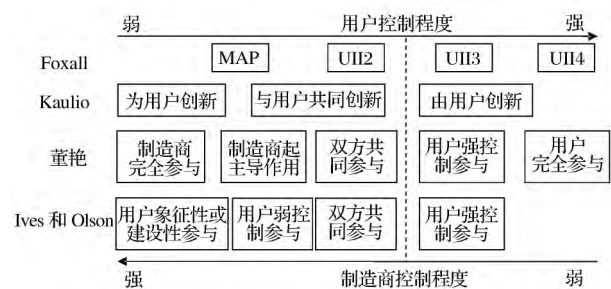 弱 用户控制程度 强
Foxall MAP UII2 UII3 UII4
Kaulio 为用户创新 与用户共同创新 由用户创新
董艳
制造商
完全参与
制造商起
主导作用
双方共
同参与
用户强控
制参与
用户
完全参与
Ives 和 Olson
用户象征性或
建设性参与
用户弱控
制参与
双方共
同参与
用户强控
制参与
强 制造商控制程度 弱